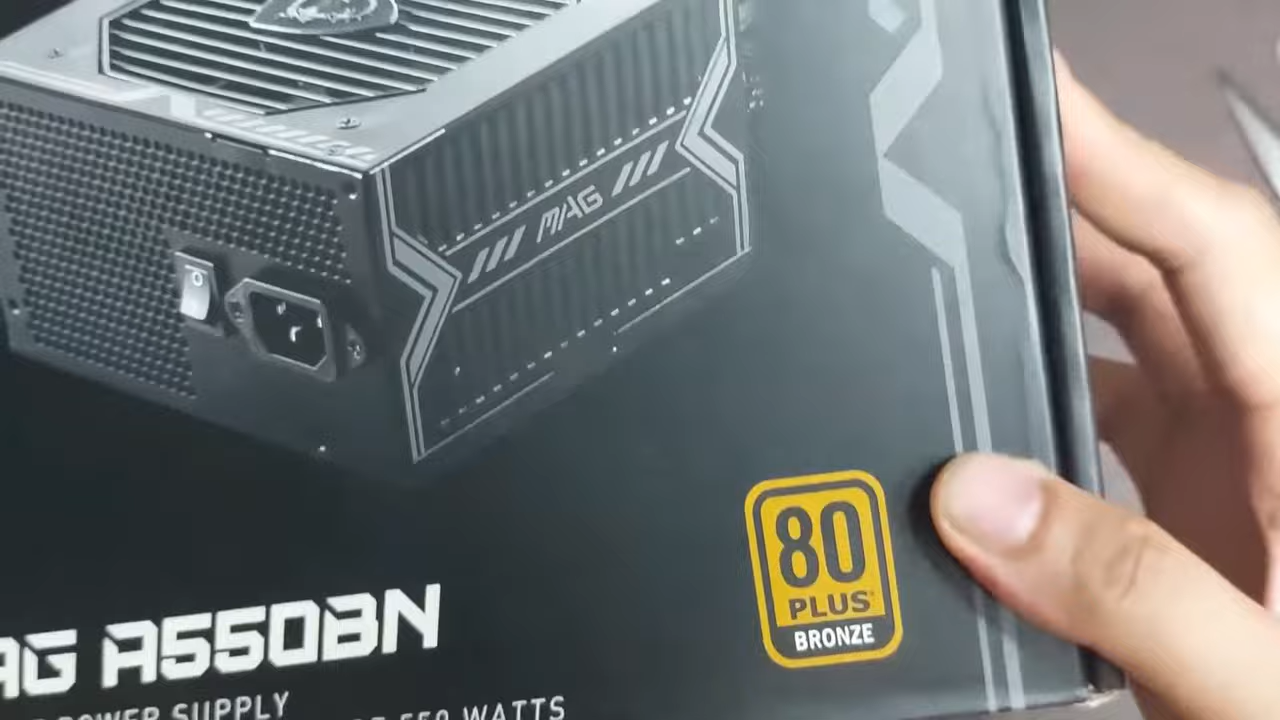 MAG
80
PLUS
BRONZE
AG A550BN
POWER SUPPLY
550 WATTS